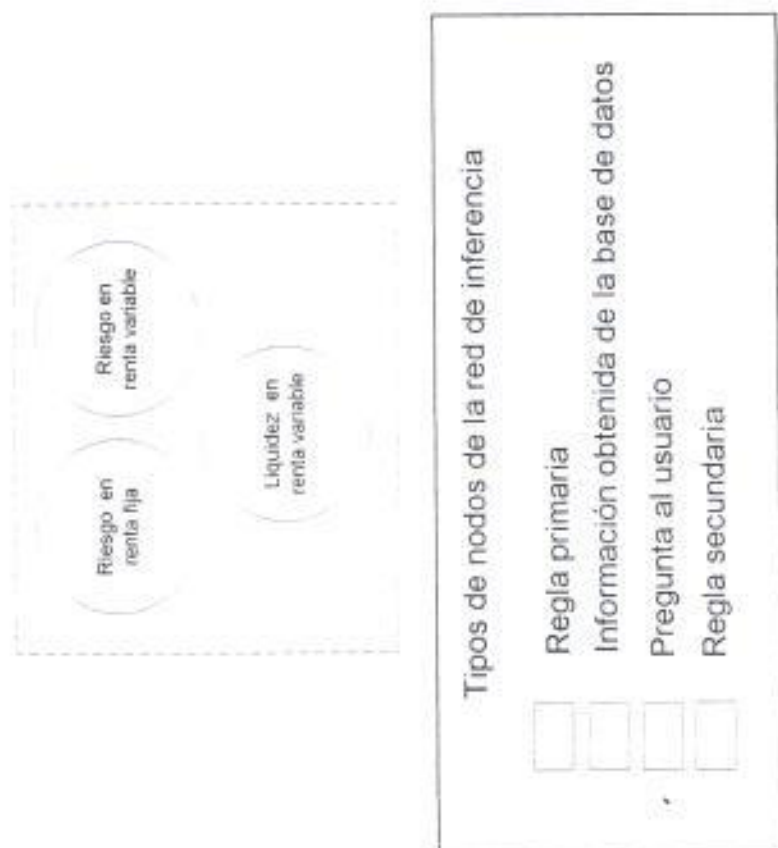 Riesgo en
renta fija
Riesgo en
renta variable
Liquidez en
renta variable
Tipos de nodos de la red de inferencia
Regla primaria
Información obtenida de la base de datos
Pregunta al usuario
Regla secundaria